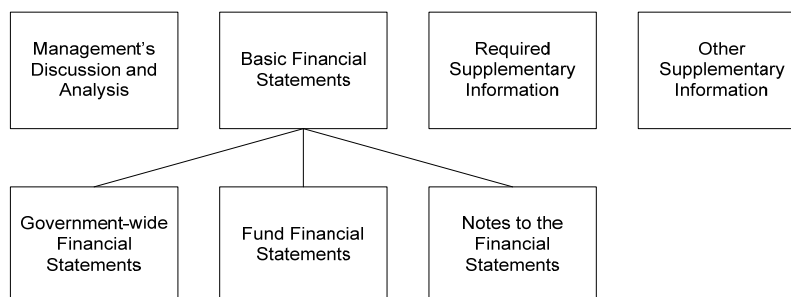 Management's
Discussion and
Analysis
Basic Financial
Statements
Required
Supplementary
Information
Other
Supplementary
Information
Government-wide
Financial
Statements
Fund Financial
Statements
Notes to the
Financial
Statements